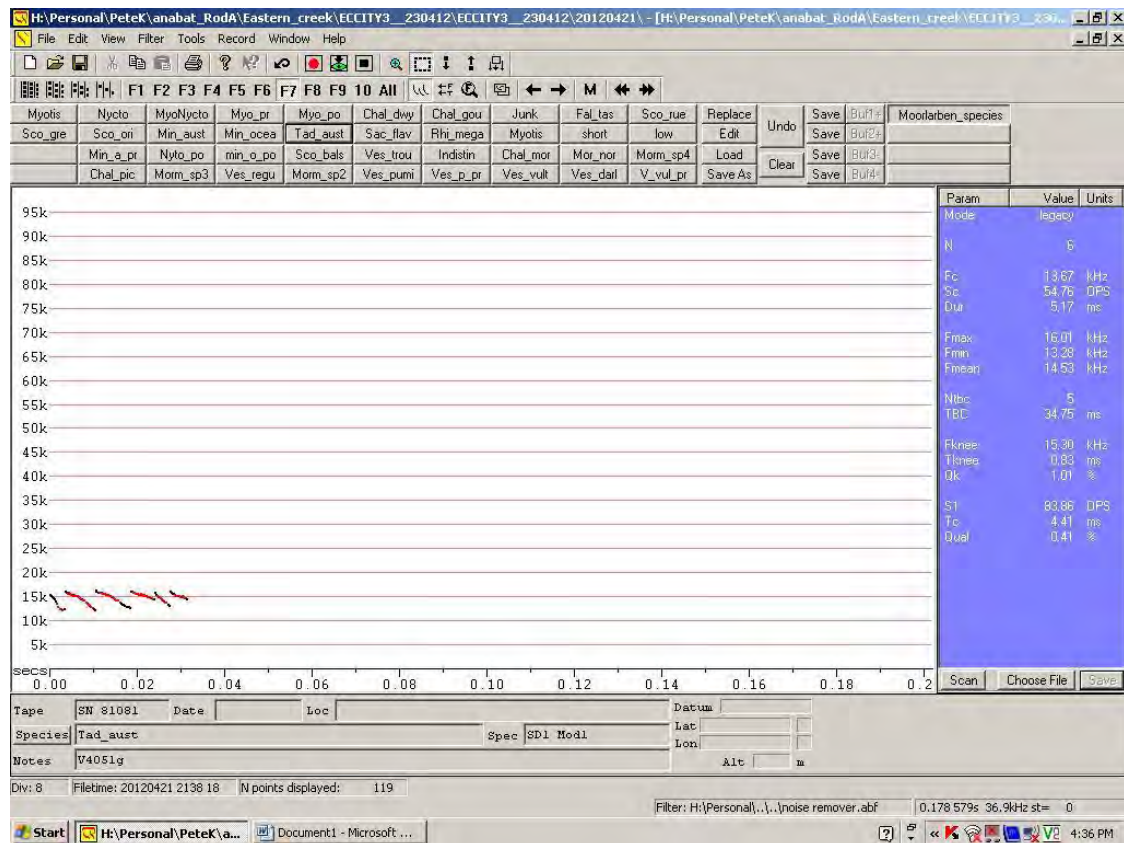 H:\Personal\PeteK\anabat_RodA\Eastern_creek\ECCITY3__230412\ECCITY3__230412\20120421\ - [H:\Personal\PeteK\anabat_RodA\Eastern_creek\ECCITY3__230...
File Edit View Filter Tools Record Window Help
F1 F2 F3 F4 F5 F6 F7 F8 F9 10 All M
Myotis Nycto MyoNycto Myo_pr Myo_po Chal_dwy Chal_gou Junk Fal_tas Sco_rue Replace Undo Save Buf1+ Moorlarben_species
Sco_gre Sco_ori Min_aust Min_ocea Tad_aust Sac_flav Rhi_mega Myotis short low Edit Save Buf2+
Min_a_pr Nyto_po min_o_po Sco_bals Ves_trou Indistin Chal_mor Mor_nor Morm_sp4 Load Clear Save Buf3-
Chal_pic Morm_sp3 Ves_regu Morm_sp2 Ves_pumi Ves_p_pr Ves_vult Ves_darl V_vul_pr Save As Save Buf4-
Param Value Units
Mode legacy
N 6
Fc 13.67 kHz
Sc 54.76 OPS
Dur 5.17 ms
Fmax 16.01 kHz
Fmin 13.28 kHz
Fmean 14.53 kHz
Ntbc 5
TBC 34.75 ms
Fknee 15.30 kHz
Tknee 0.83 ms
Qk 1.01 %
S1 83.86 OPS
Tc 4.41 ms
Qual 0.41 %
95k
90k
85k
80k
75k
70k
65k
60k
55k
50k
45k
40k
35k
30k
25k
20k
15k
10k
5k
secs
0.00 0.02 0.04 0.06 0.08 0.10 0.12 0.14 0.16 0.18 0.2
Scan Choose File Save
Tape SN 81081 Date Loc Datum
Species Tad_aust Spec SD1 Mod1 Lat
Lon
Notes V4051g Alt m
Div: 8 Filetime: 20120421 2138 18 N points displayed: 119
Filter: H:\Personal\..\..\noise remover.abf 0.178 579s 36.9kHz st= 0
Start H:\Personal\PeteK\a... Document1 - Microsoft ... 4:36 PM